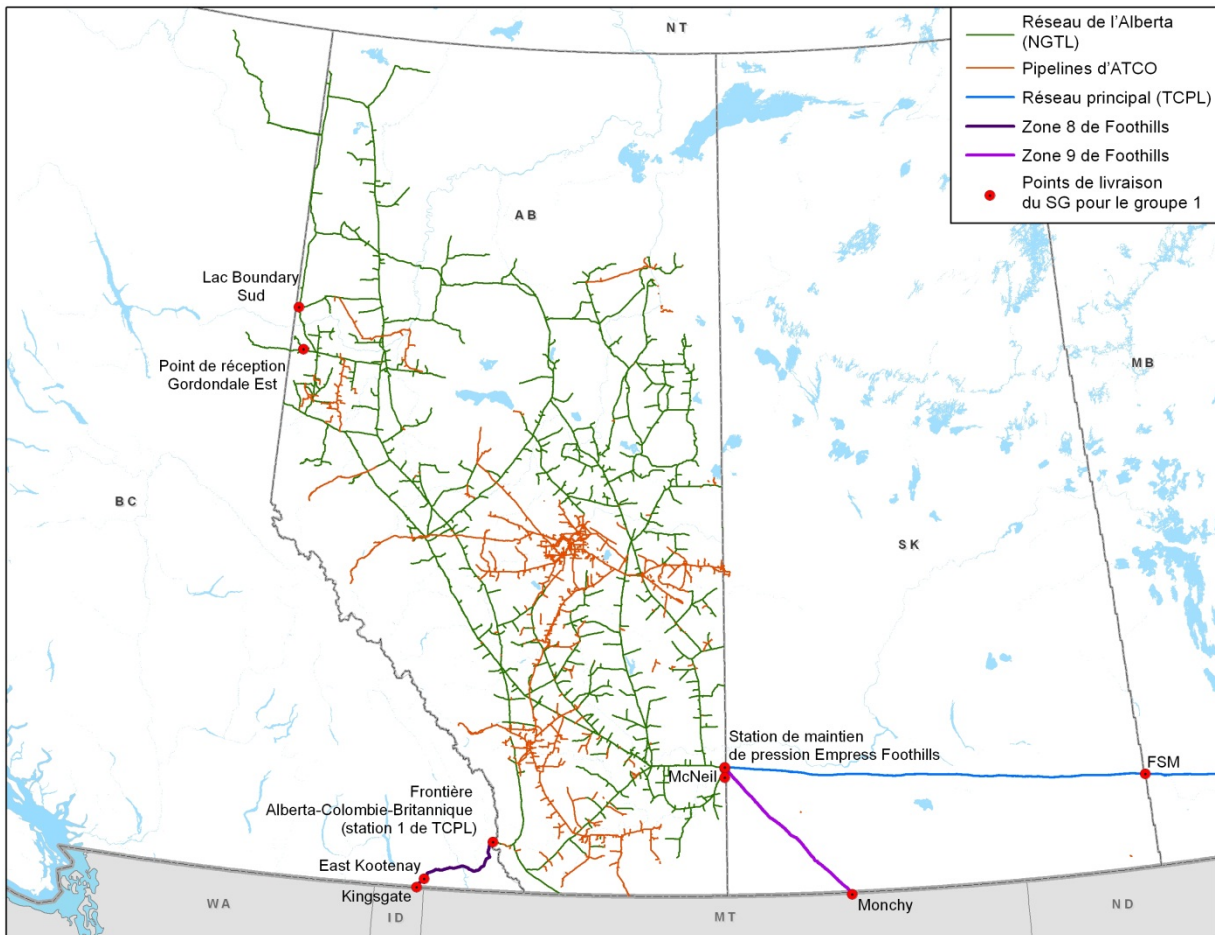 NT
Réseau de l'Alberta
(NGTL)
Pipelines d'ATCO
Réseau principal (TCPL)
Zone 8 de Foothills
Zone 9 de Foothills
Points de livraison
du SG pour le groupe 1
AB
Lac Boundary
Sud
Point de réception
Gordondale Est
MB
BC
SK
Station de maintien
de pression Empress Foothills
McNeil
FSM
Frontière
Alberta-Colombie-Britannique
(station 1 de TCPL)
East Kootenay
Kingsgate
Monchy
WA
ID
MT
ND